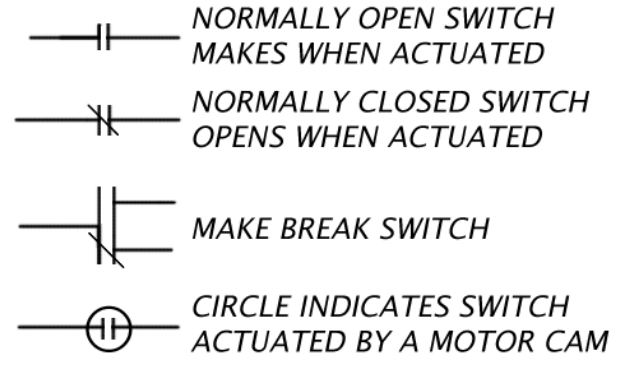 NORMALLY OPEN SWITCH
MAKES WHEN ACTUATED
NORMALLY CLOSED SWITCH
OPENS WHEN ACTUATED
MAKE BREAK SWITCH
CIRCLE INDICATES SWITCH
ACTUATED BY A MOTOR CAM